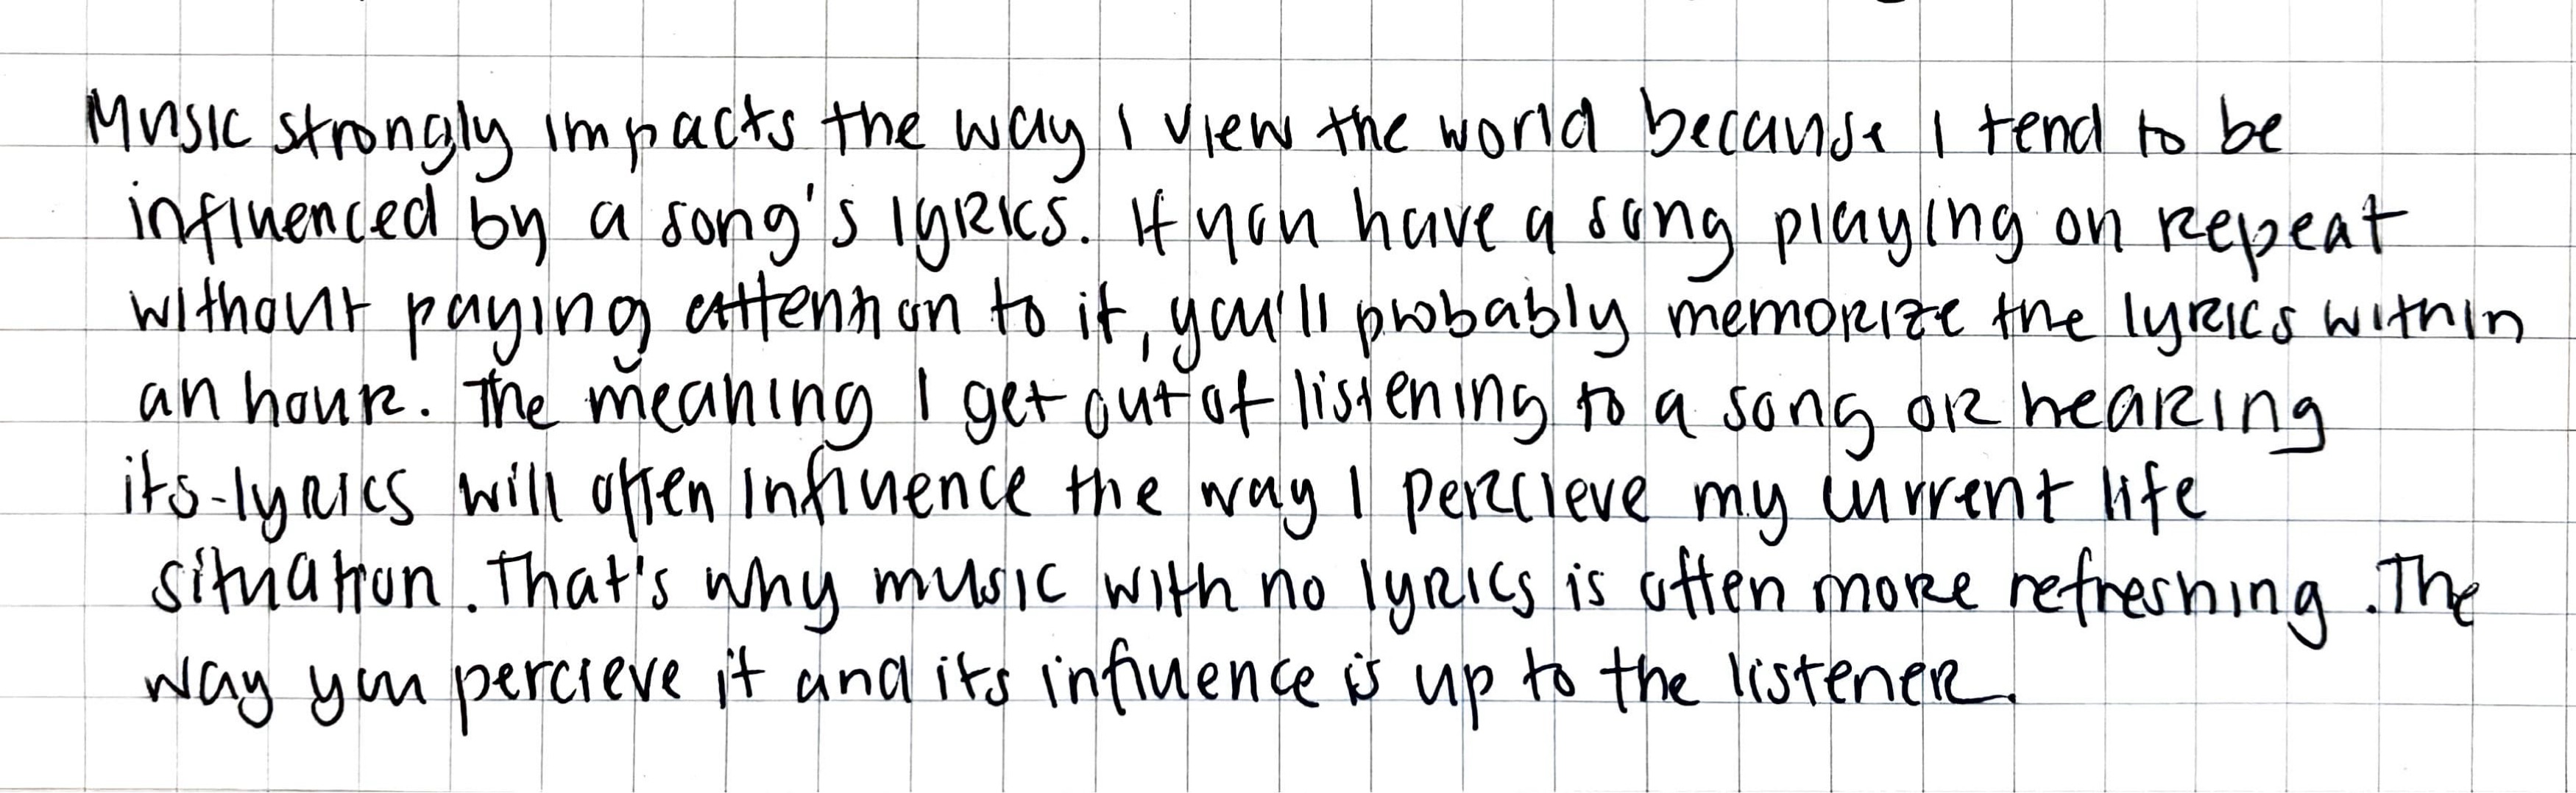 Music strongly impacts the way I view the world because I tend to be
influenced by a song's lyrics. If you have a song playing on repeat
without paying attention to it, you'll probably memorize the lyrics within
an hour. The meaning I get out of listening to a song or hearing
its lyrics will often influence the way I percieve my current life
situation. That's why music with no lyrics is often more refreshing. The
way you percieve it and its influence is up to the listener.